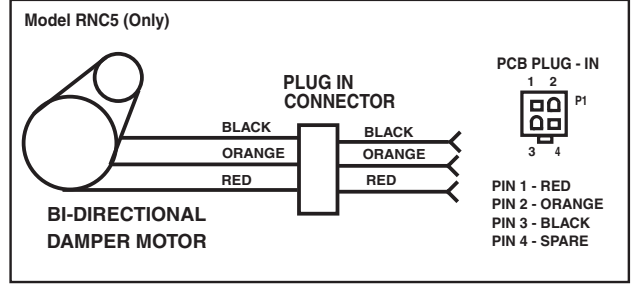 Model RNC5 (Only)
PLUG IN
CONNECTOR
BLACK
ORANGE
RED
BLACK
ORANGE
RED
BI-DIRECTIONAL
DAMPER MOTOR
PCB PLUG - IN
1 2
P1
3 4
PIN 1 - RED
PIN 2 - ORANGE
PIN 3 - BLACK
PIN 4 - SPARE